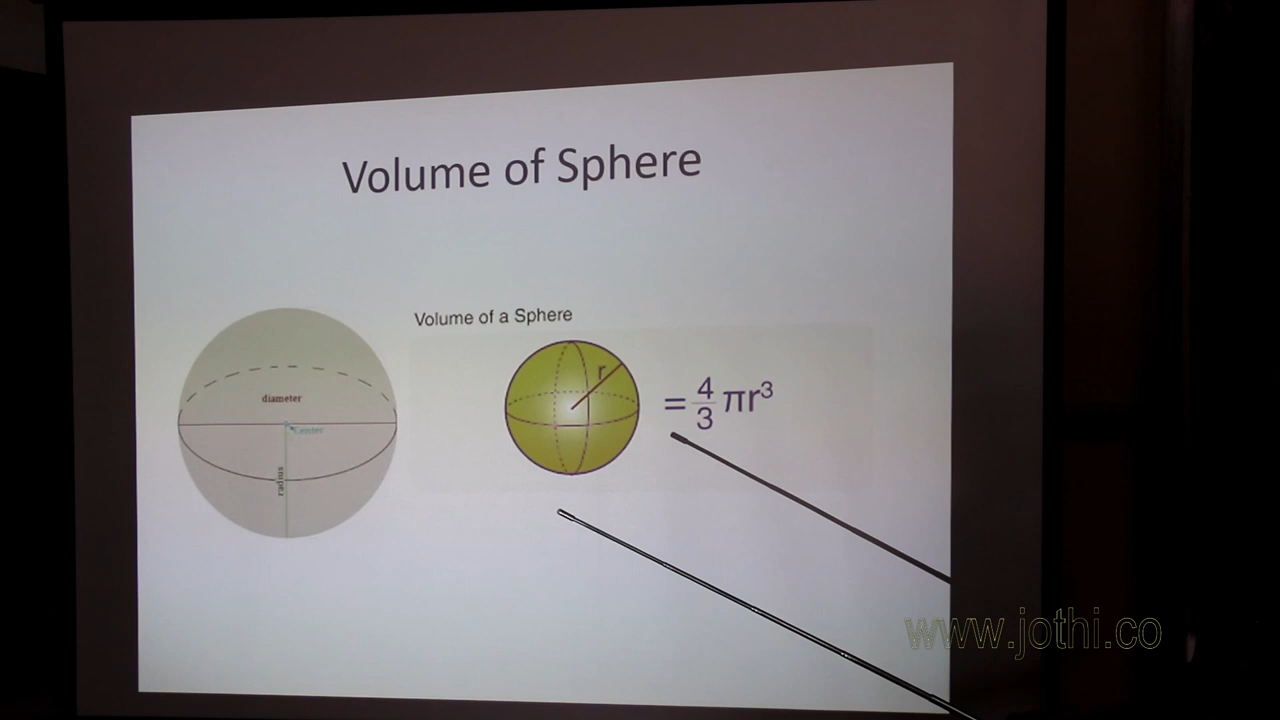 Volume of Sphere
Volume of a Sphere
diameter
Center
radius
r
= 4/3 πr³
www.jothi.co